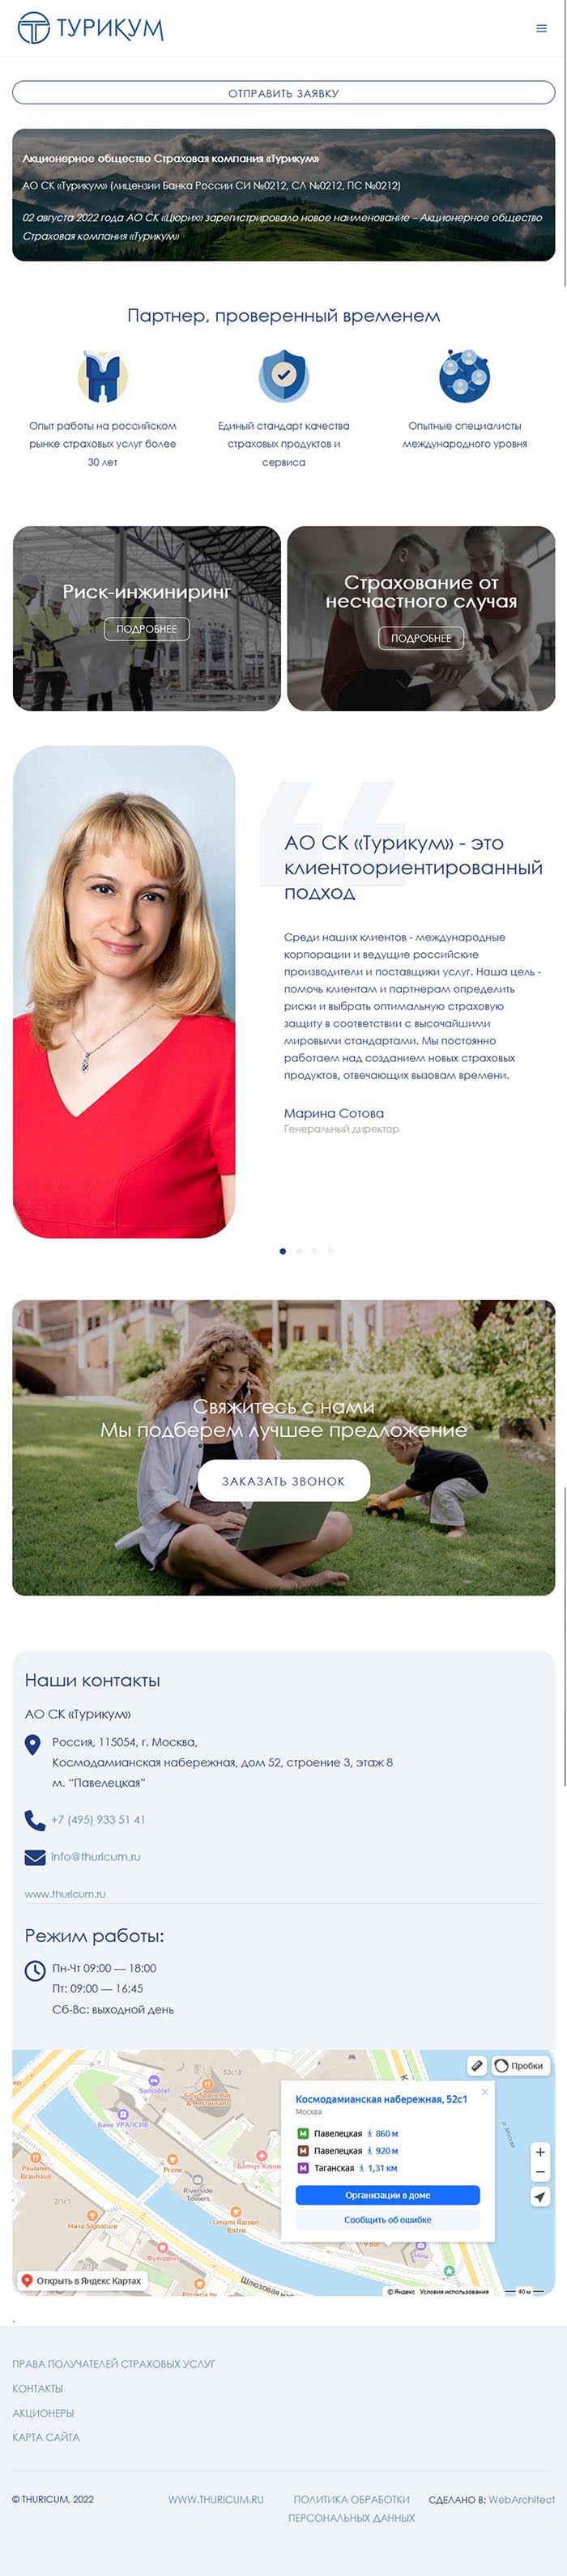 ТУРИКУМ
ОТПРАВИТЬ ЗАЯВКУ
Акционерное общество Страховая компания «Турикум»
АО СК «Турикум» (лицензии Банка России СИ №0212, СЛ №0212, ПС №0212)
02 августа 2022 года АО СК «Цюрих» зарегистрировало новое наименование – Акционерное общество
Страховая компания «Турикум»
Партнер, проверенный временем
Опыт работы на российском
рынке страховых услуг более
30 лет
Единый стандарт качества
страховых продуктов и
сервиса
Опытные специалисты
международного уровня
Риск-инжиниринг
ПОДРОБНЕЕ
Страхование от
несчастного случая
ПОДРОБНЕЕ
АО СК «Турикум» - это
клиентоориентированный
подход
Среди наших клиентов - международные
корпорации и ведущие российские
производители и поставщики услуг. Наша цель -
помочь клиентам и партнерам определить
риски и выбрать оптимальную страховую
защиту в соответствии с высочайшими
мировыми стандартами. Мы постоянно
работаем над созданием новых страховых
продуктов, отвечающих вызовам времени.
Марина Сотова
Генеральный директор
Свяжитесь с нами
Мы подберем лучшее предложение
ЗАКАЗАТЬ ЗВОНОК
Наши контакты
АО СК «Турикум»
Россия, 115054, г. Москва,
Космодамианская набережная, дом 52, строение 3, этаж 8
м. "Павелецкая"
+7 (495) 933 51 41
info@thuricum.ru
www.thuricum.ru
Режим работы:
Пн-Чт 09:00 — 18:00
Пт: 09:00 — 16:45
Сб-Вс: выходной день
Пробки
52с13
Swissôtel
City Space Bar
& Restaurant
Банк УРАЛСИБ
Космодамианская набережная, 52с1
Москва
Павелецкая 860 м
Павелецкая 920 м
Таганская 1,31 км
Организации в доме
Сообщить об ошибке
р. Москва
Paulaner
Brauhaus
Prime
Riverside
Towers
2/1с1
Мята Signature
Umami Ramen
Bistro
Фулldэн
Шлюзовая
Открыть в Яндекс Картах
© Яндекс Условия использования
40 м
ПРАВА ПОЛУЧАТЕЛЕЙ СТРАХОВЫХ УСЛУГ
КОНТАКТЫ
АКЦИОНЕРЫ
КАРТА САЙТА
© THURICUM, 2022
WWW.THURICUM.RU
ПОЛИТИКА ОБРАБОТКИ
ПЕРСОНАЛЬНЫХ ДАННЫХ
СДЕЛАНО В: WebArchitect